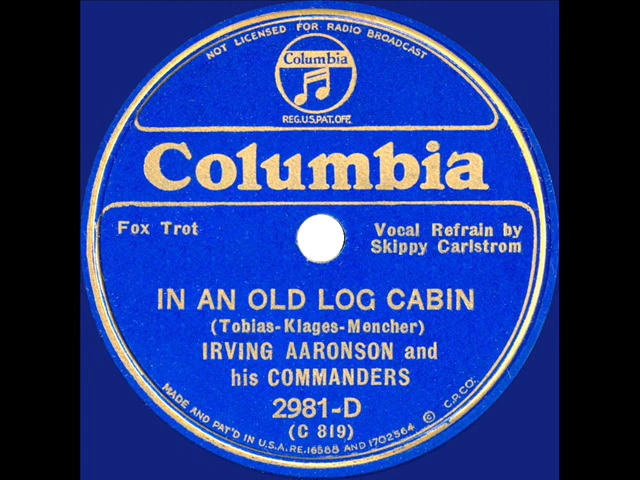 NOT LICENSED FOR RADIO BROADCAST
Columbia
REG.U.S.PAT.OFF.
Columbia
Fox Trot
Vocal Refrain by
Skippy Carlstrom
IN AN OLD LOG CABIN
(Tobias-Klages-Mencher)
IRVING AARONSON and
his COMMANDERS
2981-D
(C 819)
MADE AND PAT'D IN U.S.A. RE.16588 AND 1702564 © C.P.CO.